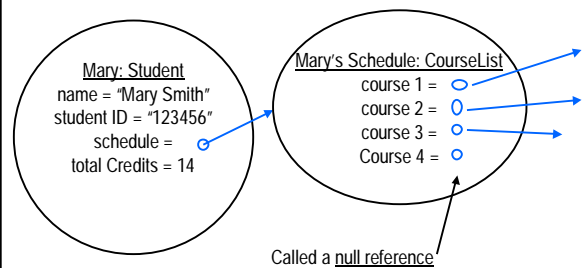 Mary: Student
name = “Mary Smith”
student ID = “123456”
schedule =
total Credits = 14
Mary’s Schedule: CourseList
course 1 =
course 2 =
course 3 =
Course 4 =
Called a null reference